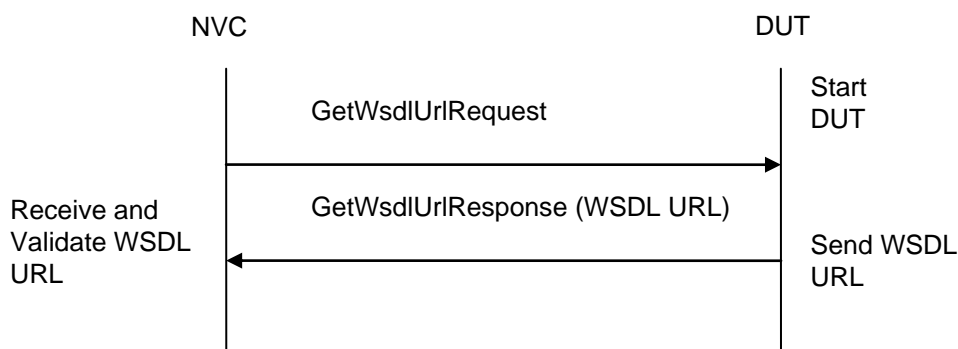 NVC
DUT
Start
DUT
GetWsdlUrlRequest
GetWsdlUrlResponse (WSDL URL)
Receive and
Validate WSDL
URL
Send WSDL
URL